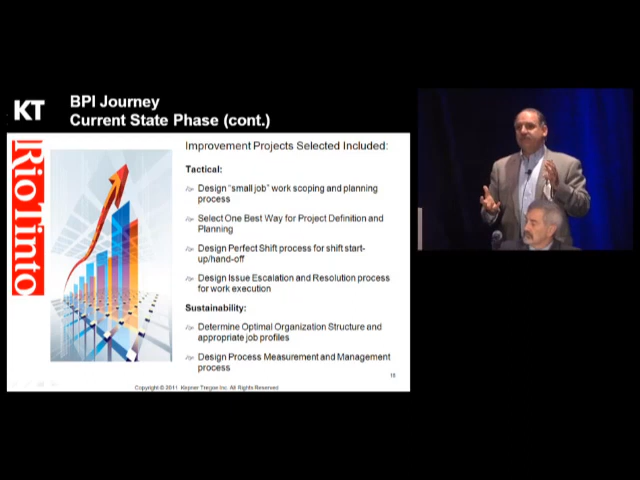 KT
BPI Journey
Current State Phase (cont.)
Rio Tinto
Improvement Projects Selected Included:
Tactical:
Design "small job" work scoping and planning
process
Select One Best Way for Project Definition and
Planning
Design Perfect Shift process for shift start-
up/hand-off
Design Issue Escalation and Resolution process
for work execution
Sustainability:
Determine Optimal Organization Structure and
appropriate job profiles
Design Process Measurement and Management
process
Copyright © 2011 Kepner Tregoe Inc. All Rights Reserved